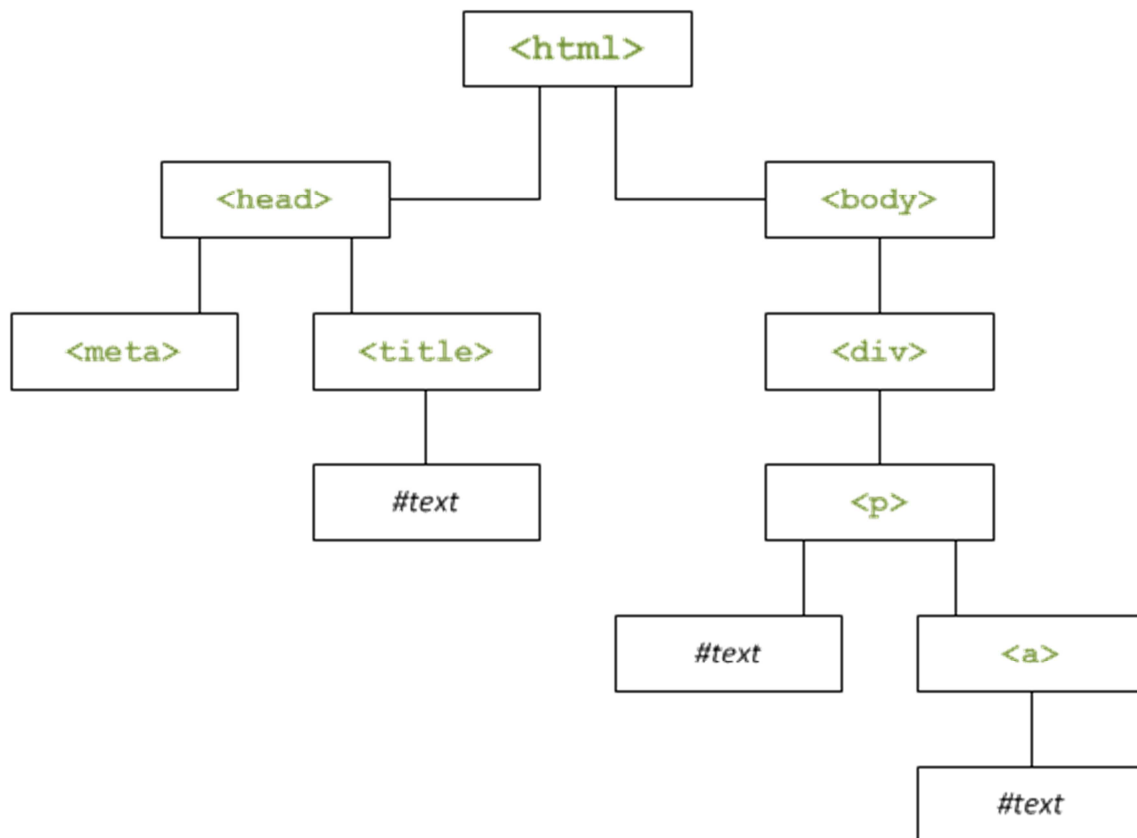 <html>
<head>
<body>
<meta>
<title>
<div>
#text
<p>
#text
<a>
#text